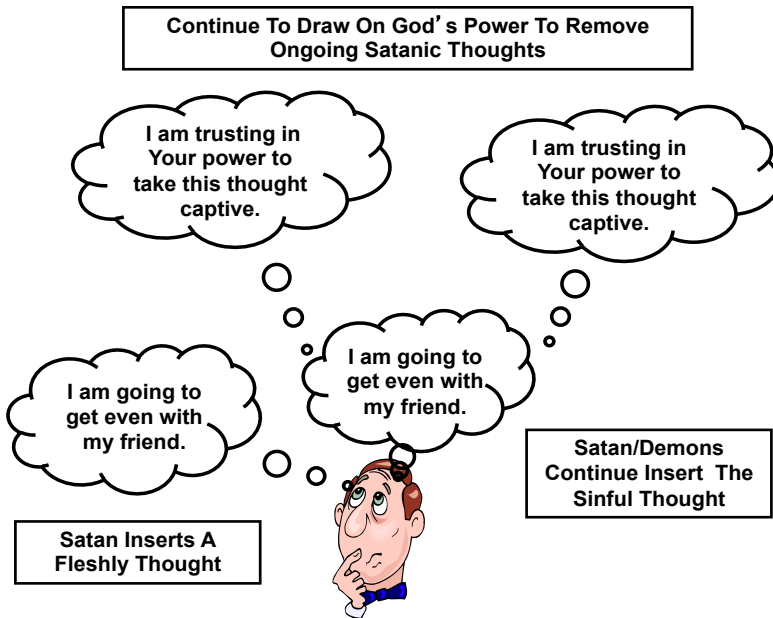 Continue To Draw On God's Power To Remove
Ongoing Satanic Thoughts
I am trusting in
Your power to
take this thought
captive.
I am trusting in
Your power to
take this thought
captive.
I am going to
get even with
my friend.
I am going to
get even with
my friend.
Satan/Demons
Continue Insert The
Sinful Thought
Satan Inserts A
Fleshly Thought